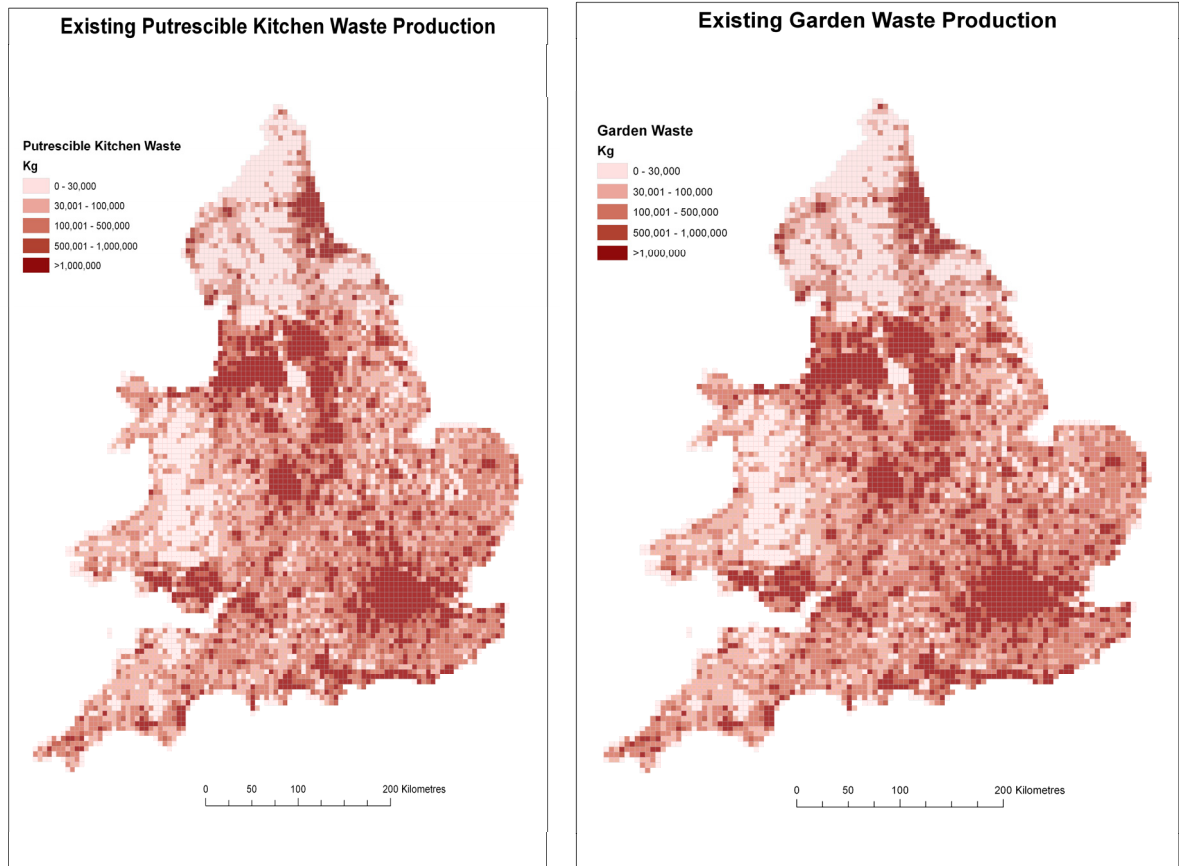 Existing Putrescible Kitchen Waste Production
Putrescible Kitchen Waste
Kg
0 - 30,000
30,001 - 100,000
100,001 - 500,000
500,001 - 1,000,000
>1,000,000
0 50 100 200 Kilometres
Existing Garden Waste Production
Garden Waste
Kg
0 - 30,000
30,001 - 100,000
100,001 - 500,000
500,001 - 1,000,000
>1,000,000
0 50 100 200 Kilometres